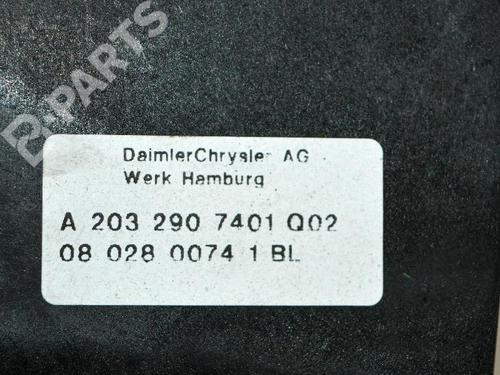 B-PARTS
DaimlerChrysler AG
Werk Hamburg
A 203 290 7401 Q02
08 028 0074 1 BL